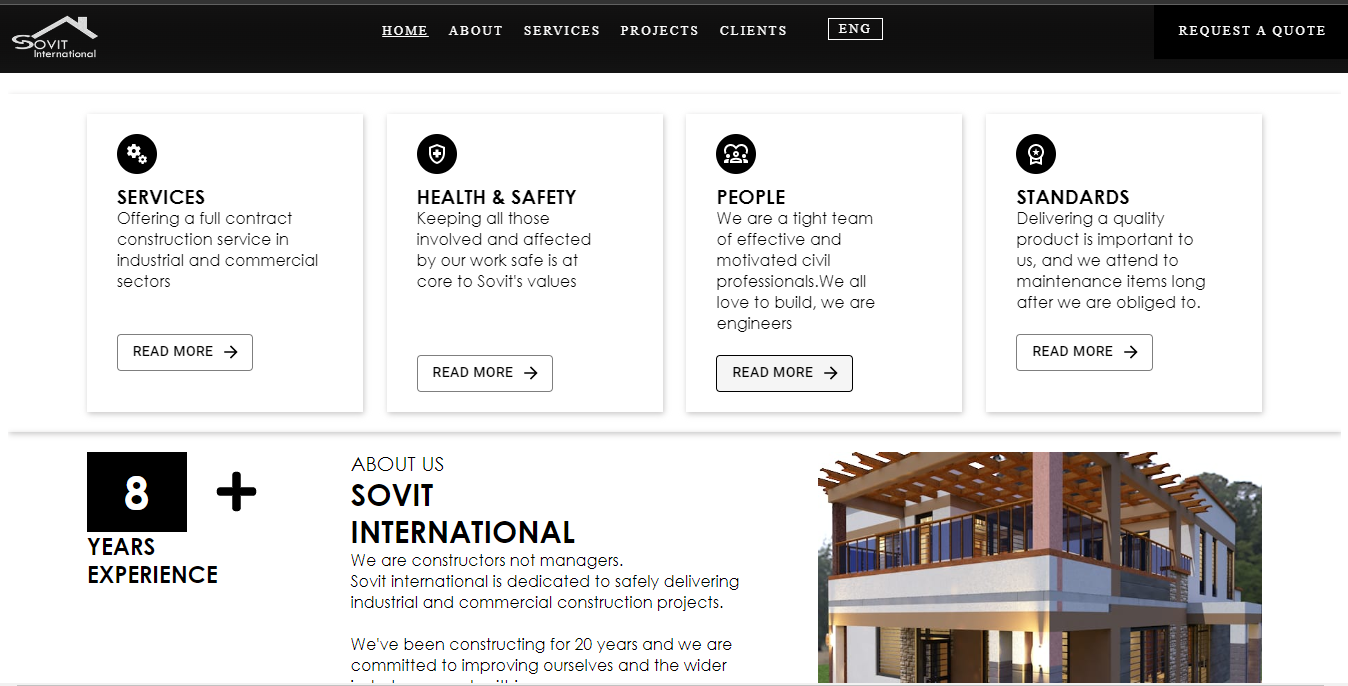 SOVIT
International
HOME ABOUT SERVICES PROJECTS CLIENTS ENG REQUEST A QUOTE
SERVICES
Offering a full contract
construction service in
industrial and commercial
sectors
READ MORE
HEALTH & SAFETY
Keeping all those
involved and affected
by our work safe is at
core to Sovit's values
READ MORE
PEOPLE
We are a tight team
of effective and
motivated civil
professionals.We all
love to build, we are
engineers
READ MORE
STANDARDS
Delivering a quality
product is important to
us, and we attend to
maintenance items long
after we are obliged to.
READ MORE
8 +
YEARS
EXPERIENCE
ABOUT US
SOVIT
INTERNATIONAL
We are constructors not managers.
Sovit international is dedicated to safely delivering
industrial and commercial construction projects.
We've been constructing for 20 years and we are
committed to improving ourselves and the wider